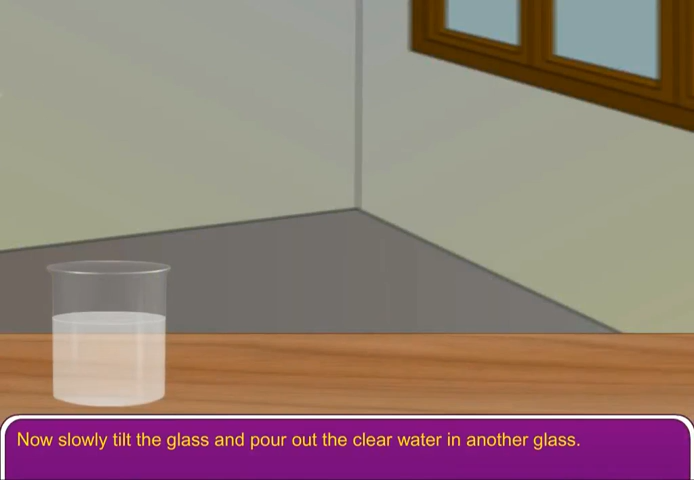 Now slowly tilt the glass and pour out the clear water in another glass.